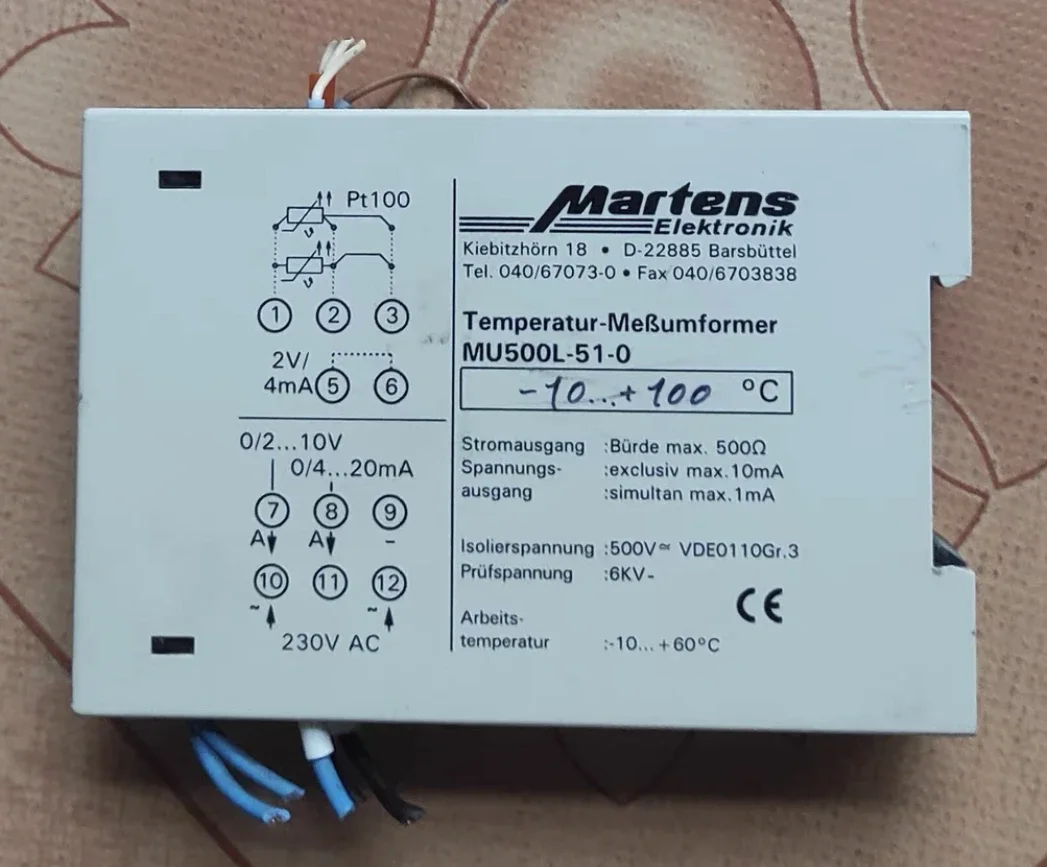 Pt100
1 2 3
2V/
4mA 5 6
0/2...10V
0/4...20mA
7 8 9
A A -
10 11 12
~ ~
230V AC
Martens
Elektronik
Kiebitzhörn 18 • D-22885 Barsbüttel
Tel. 040/67073-0 • Fax 040/6703838
Temperatur-Meßumformer
MU500L-51-0
-10...+100 °C
Stromausgang :Bürde max. 500Ω
Spannungs- :exclusiv max.10mA
ausgang :simultan max.1mA
Isolierspannung :500V≃ VDE0110Gr.3
Prüfspannung :6KV-
CE
Arbeits-
temperatur :-10...+60°C